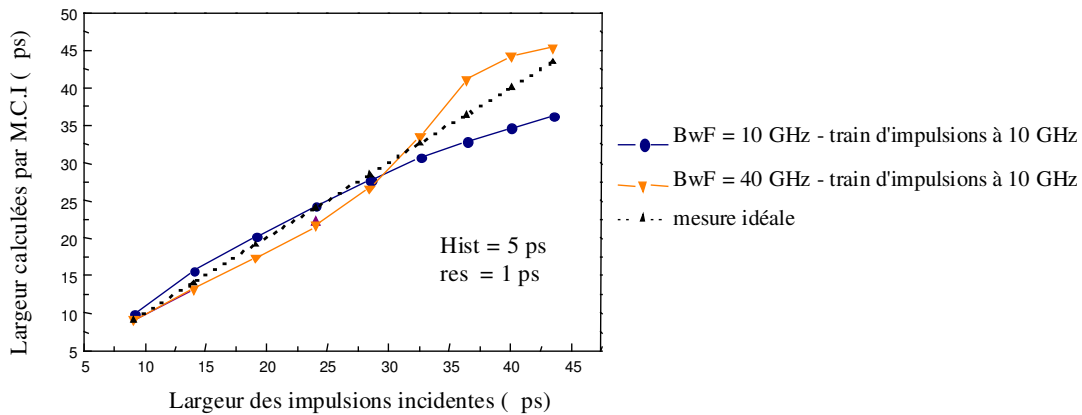 Largeur calculées par M.C.I ( ps)
50
45
40
35
30
25
20
15
10
5
5
10
15
20
25
30
35
40
45
Largeur des impulsions incidentes ( ps)
Hist = 5 ps
res = 1 ps
BwF = 10 GHz - train d'impulsions à 10 GHz
BwF = 40 GHz - train d'impulsions à 10 GHz
mesure idéale